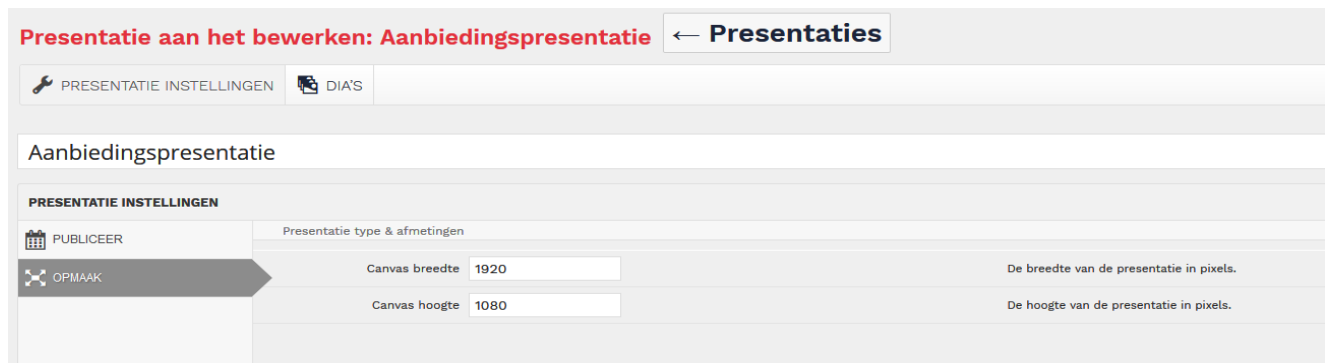 Presentatie aan het bewerken: Aanbiedingspresentatie ← Presentaties
PRESENTATIE INSTELLINGEN DIA'S
Aanbiedingspresentatie
PRESENTATIE INSTELLINGEN
PUBLICEER
Presentatie type & afmetingen
OPMAAK
Canvas breedte 1920 De breedte van de presentatie in pixels.
Canvas hoogte 1080 De hoogte van de presentatie in pixels.